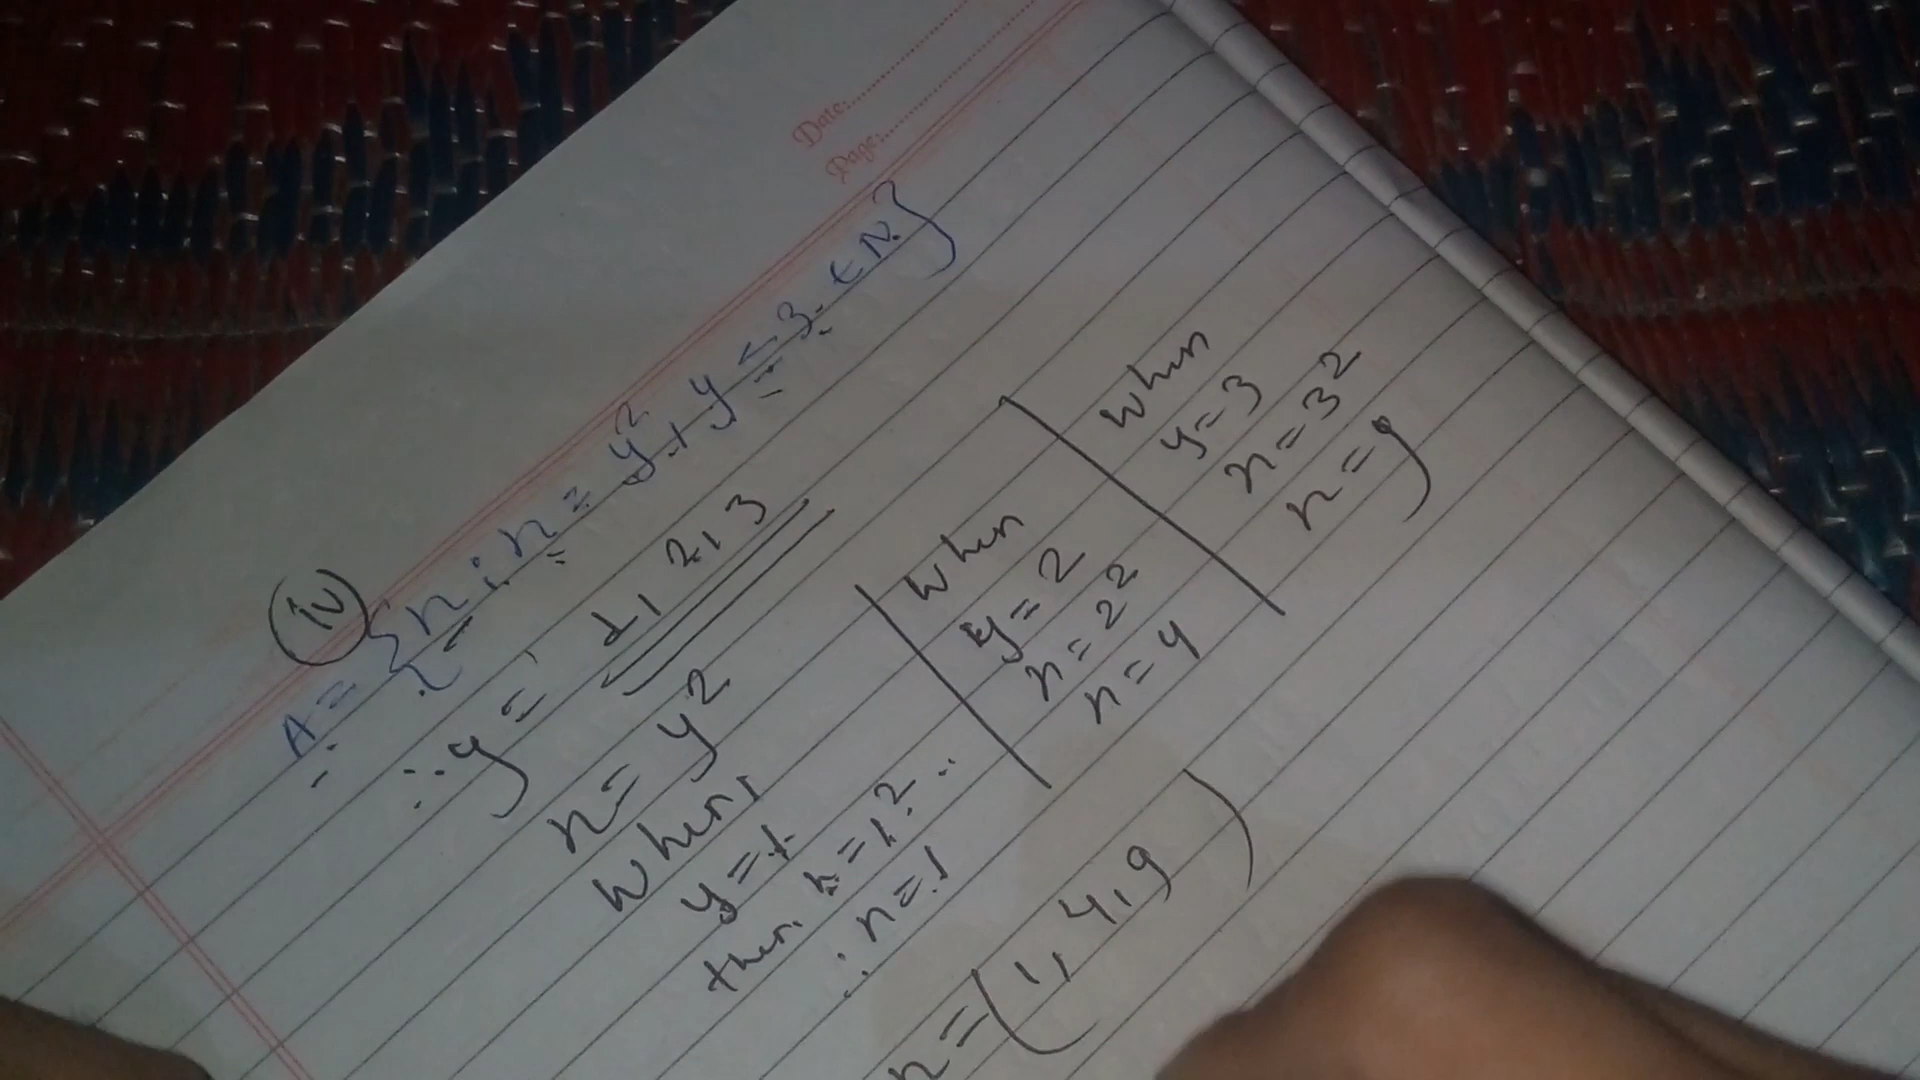 Date:
Page:
iv
A = {n : n = y², y ≤ 3 ∈ N}
∴ y = 1, 2, 3
n = y²
When,
y = 1
then n = 1²
∴ n = 1
When
y = 2
n = 2²
n = 4
When
y = 3
n = 3²
n = 9
n = (1, 4, 9)